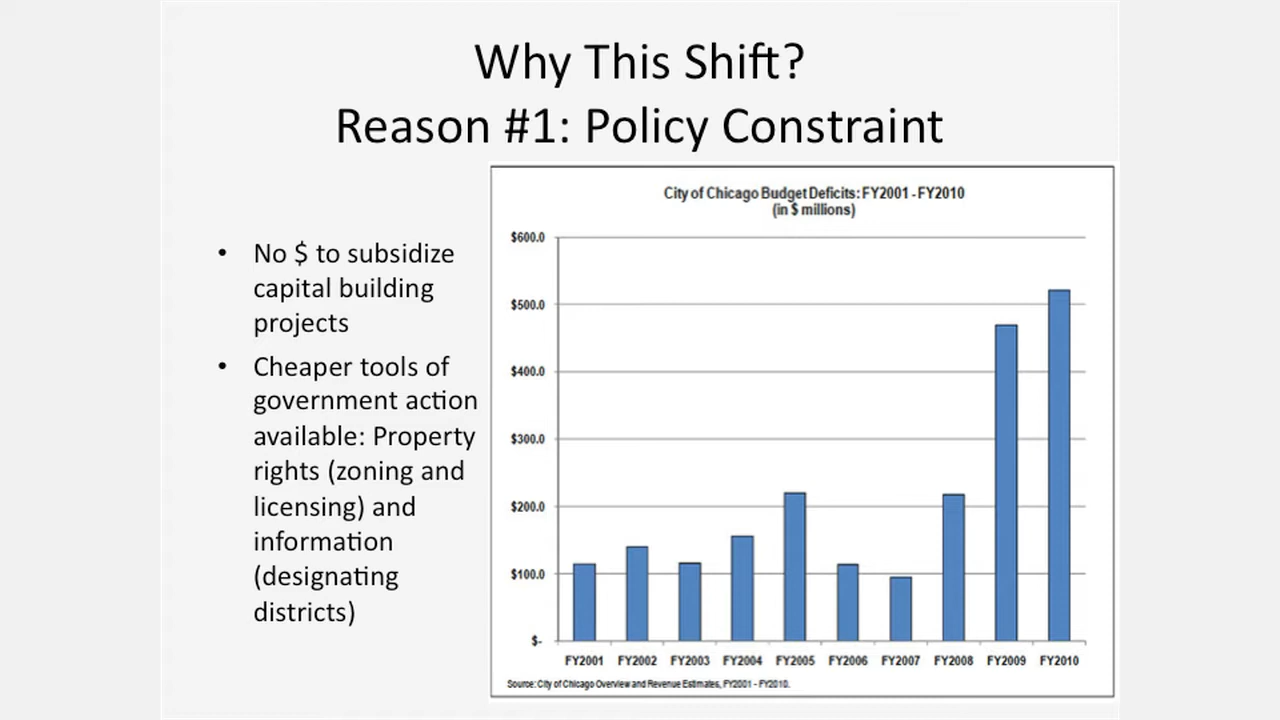 Why This Shift?
Reason #1: Policy Constraint
• No $ to subsidize
capital building
projects
• Cheaper tools of
government action
available: Property
rights (zoning and
licensing) and
information
(designating
districts)
City of Chicago Budget Deficits: FY2001 - FY2010
(in $ millions)
$600.0
$500.0
$400.0
$300.0
$200.0
$100.0
$-
FY2001 FY2002 FY2003 FY2004 FY2005 FY2006 FY2007 FY2008 FY2009 FY2010
Source: City of Chicago Overview and Revenue Estimates, FY2001 - FY2010.